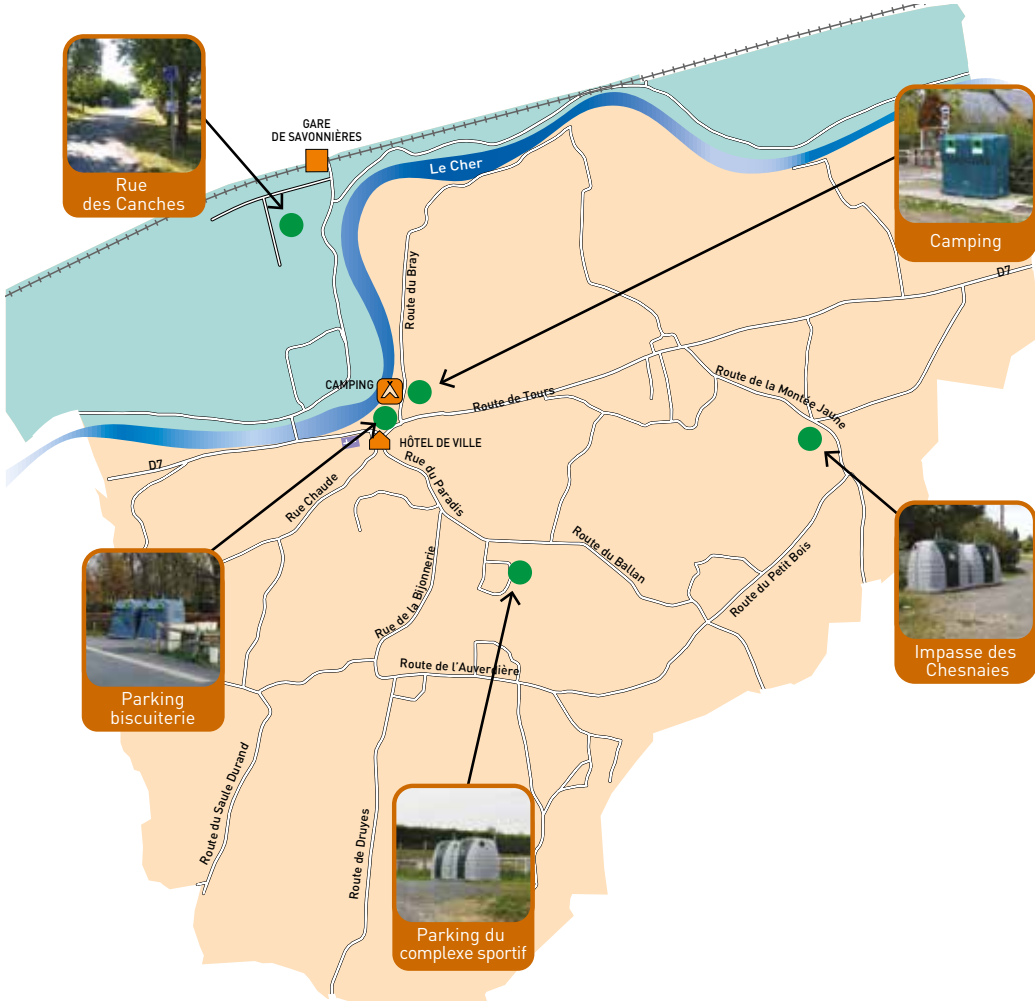 Rue
des Canches
GARE
DE SAVONNIÈRES
Le Cher
Camping
D7
Route du Bray
CAMPING
Route de Tours
Route de la Montée Jaune
HÔTEL DE VILLE
D7
Rue Chaude
Rue du Paradis
Route du Ballan
Route du Petit Bois
Rue de la Bijonnerie
Impasse des
Chesnaies
Route de l'Auverdière
Parking
biscuiterie
Route du Saule Durand
Route de Druyes
Parking du
complexe sportif